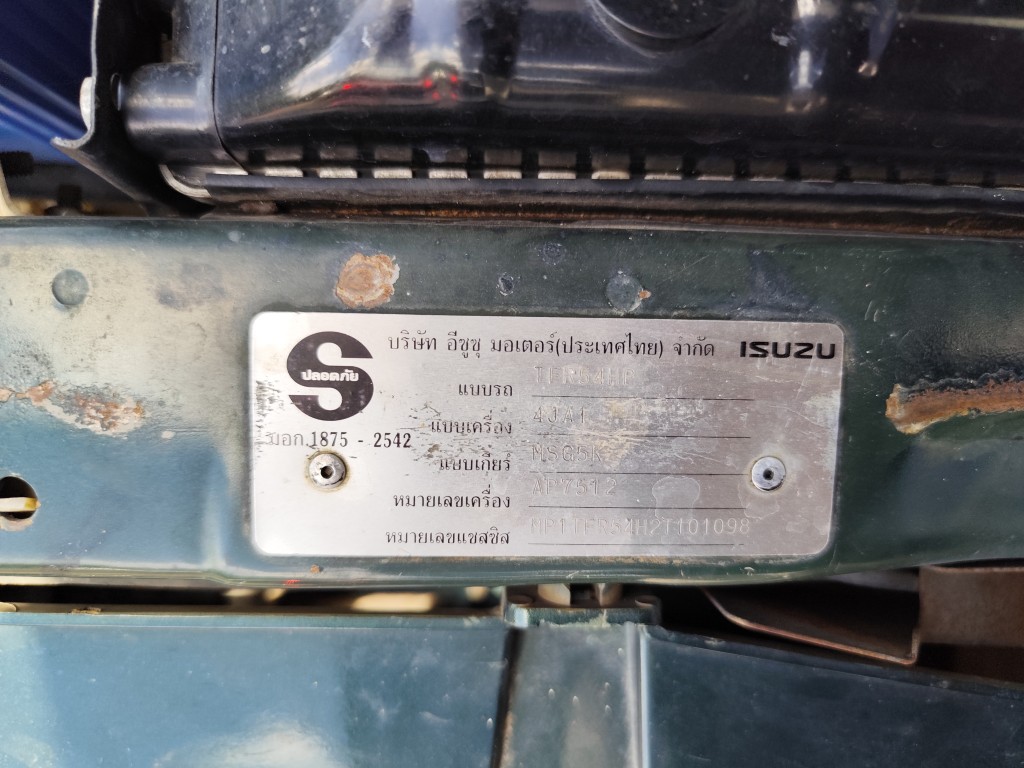 บริษัท อีซูซุ มอเตอร์(ประเทศไทย) จำกัด ISUZU
ปลอดภัย
แบบรถ
แบบเครื่อง 4JA1
มอก.1875 - 2542
แบบเกียร์ MSG5K
หมายเลขเครื่อง AP7512
หมายเลขแชสซีส MP1TFR54H2T101098